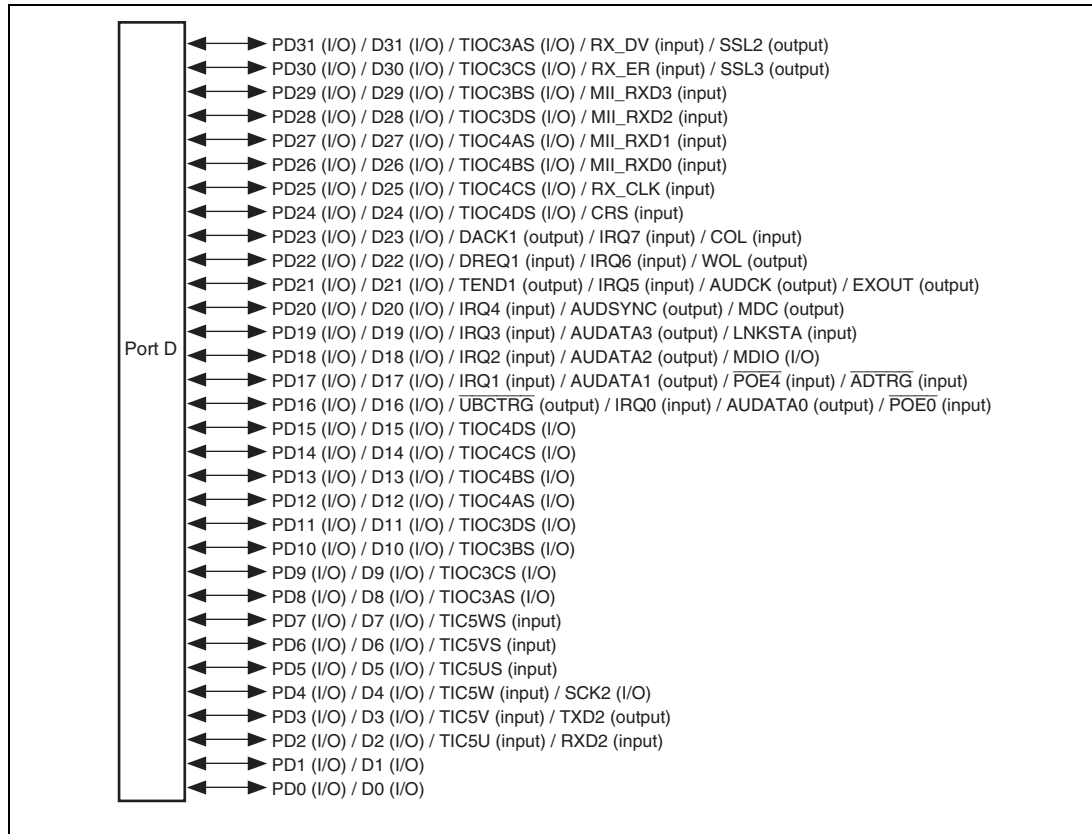 PD31 (I/O) / D31 (I/O) / TIOC3AS (I/O) / RX_DV (input) / SSL2 (output)
PD30 (I/O) / D30 (I/O) / TIOC3CS (I/O) / RX_ER (input) / SSL3 (output)
PD29 (I/O) / D29 (I/O) / TIOC3BS (I/O) / MII_RXD3 (input)
PD28 (I/O) / D28 (I/O) / TIOC3DS (I/O) / MII_RXD2 (input)
PD27 (I/O) / D27 (I/O) / TIOC4AS (I/O) / MII_RXD1 (input)
PD26 (I/O) / D26 (I/O) / TIOC4BS (I/O) / MII_RXD0 (input)
PD25 (I/O) / D25 (I/O) / TIOC4CS (I/O) / RX_CLK (input)
PD24 (I/O) / D24 (I/O) / TIOC4DS (I/O) / CRS (input)
PD23 (I/O) / D23 (I/O) / DACK1 (output) / IRQ7 (input) / COL (input)
PD22 (I/O) / D22 (I/O) / DREQ1 (input) / IRQ6 (input) / WOL (output)
PD21 (I/O) / D21 (I/O) / TEND1 (output) / IRQ5 (input) / AUDCK (output) / EXOUT (output)
PD20 (I/O) / D20 (I/O) / IRQ4 (input) / AUDSYNC (output) / MDC (output)
PD19 (I/O) / D19 (I/O) / IRQ3 (input) / AUDATA3 (output) / LNKSTA (input)
Port D
PD18 (I/O) / D18 (I/O) / IRQ2 (input) / AUDATA2 (output) / MDIO (I/O)
PD17 (I/O) / D17 (I/O) / IRQ1 (input) / AUDATA1 (output) / P̅O̅E̅4̅ (input) / A̅D̅T̅R̅G̅ (input)
PD16 (I/O) / D16 (I/O) / U̅B̅C̅T̅R̅G̅ (output) / IRQ0 (input) / AUDATA0 (output) / P̅O̅E̅0̅ (input)
PD15 (I/O) / D15 (I/O) / TIOC4DS (I/O)
PD14 (I/O) / D14 (I/O) / TIOC4CS (I/O)
PD13 (I/O) / D13 (I/O) / TIOC4BS (I/O)
PD12 (I/O) / D12 (I/O) / TIOC4AS (I/O)
PD11 (I/O) / D11 (I/O) / TIOC3DS (I/O)
PD10 (I/O) / D10 (I/O) / TIOC3BS (I/O)
PD9 (I/O) / D9 (I/O) / TIOC3CS (I/O)
PD8 (I/O) / D8 (I/O) / TIOC3AS (I/O)
PD7 (I/O) / D7 (I/O) / TIC5WS (input)
PD6 (I/O) / D6 (I/O) / TIC5VS (input)
PD5 (I/O) / D5 (I/O) / TIC5US (input)
PD4 (I/O) / D4 (I/O) / TIC5W (input) / SCK2 (I/O)
PD3 (I/O) / D3 (I/O) / TIC5V (input) / TXD2 (output)
PD2 (I/O) / D2 (I/O) / TIC5U (input) / RXD2 (input)
PD1 (I/O) / D1 (I/O)
PD0 (I/O) / D0 (I/O)